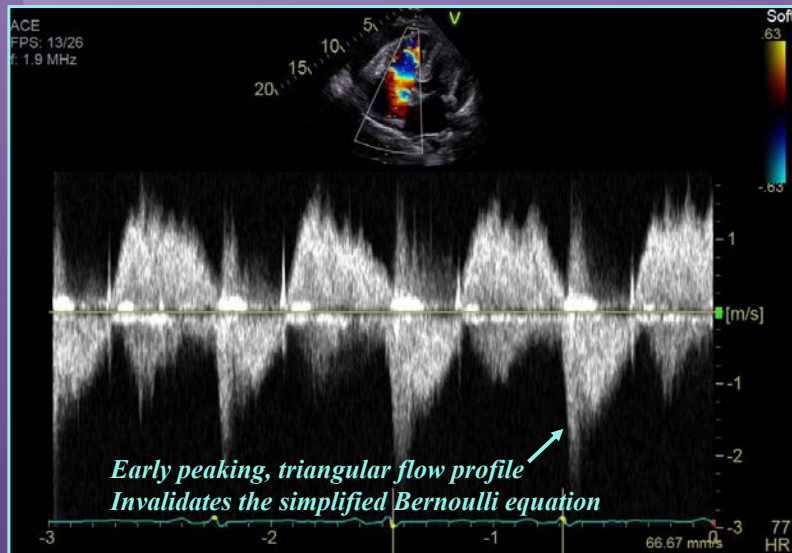 ACE
FPS: 13/26
f: 1.9 MHz
5
10
15
20
V
Soft
.63
-.63
1
[m/s]
-1
-2
-3
Early peaking, triangular flow profile
Invalidates the simplified Bernoulli equation
-3
-2
-1
0
66.67 mm/s
77
HR